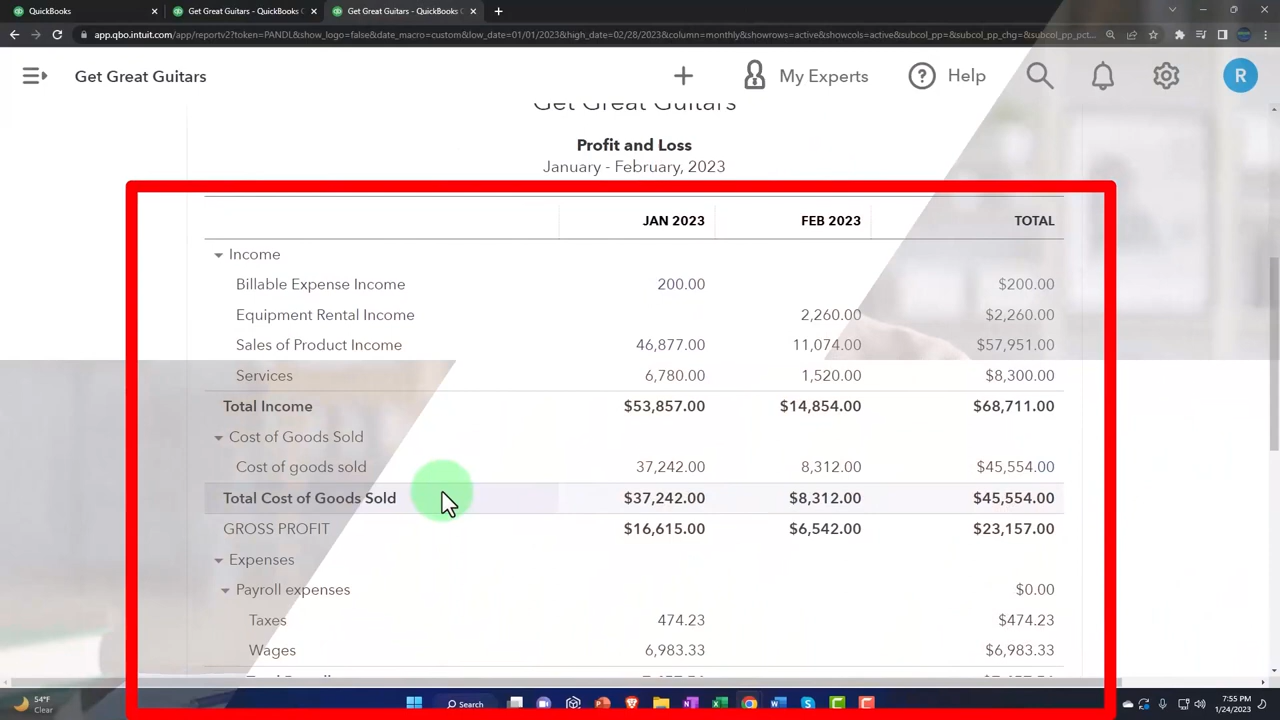 QuickBooks
Get Great Guitars - QuickBooks C
Get Great Guitars - QuickBooks C
app.qbo.intuit.com/app/reportv2?token=PANDL&show_logo=false&date_macro=custom&low_date=01/01/2023&high_date=02/28/2023&column=monthly&showrows=active&showcols=active&subcol_pp=&subcol_pp_chg=&subcol_pp_pct...
Get Great Guitars
My Experts
Help
R
Get Great Guitars
Profit and Loss
January - February, 2023
JAN 2023 FEB 2023 TOTAL
Income
Billable Expense Income 200.00 $200.00
Equipment Rental Income 2,260.00 $2,260.00
Sales of Product Income 46,877.00 11,074.00 $57,951.00
Services 6,780.00 1,520.00 $8,300.00
Total Income $53,857.00 $14,854.00 $68,711.00
Cost of Goods Sold
Cost of goods sold 37,242.00 8,312.00 $45,554.00
Total Cost of Goods Sold $37,242.00 $8,312.00 $45,554.00
GROSS PROFIT $16,615.00 $6,542.00 $23,157.00
Expenses
Payroll expenses $0.00
Taxes 474.23 $474.23
Wages 6,983.33 $6,983.33
54°F
Clear
Search
7:55 PM
1/24/2023